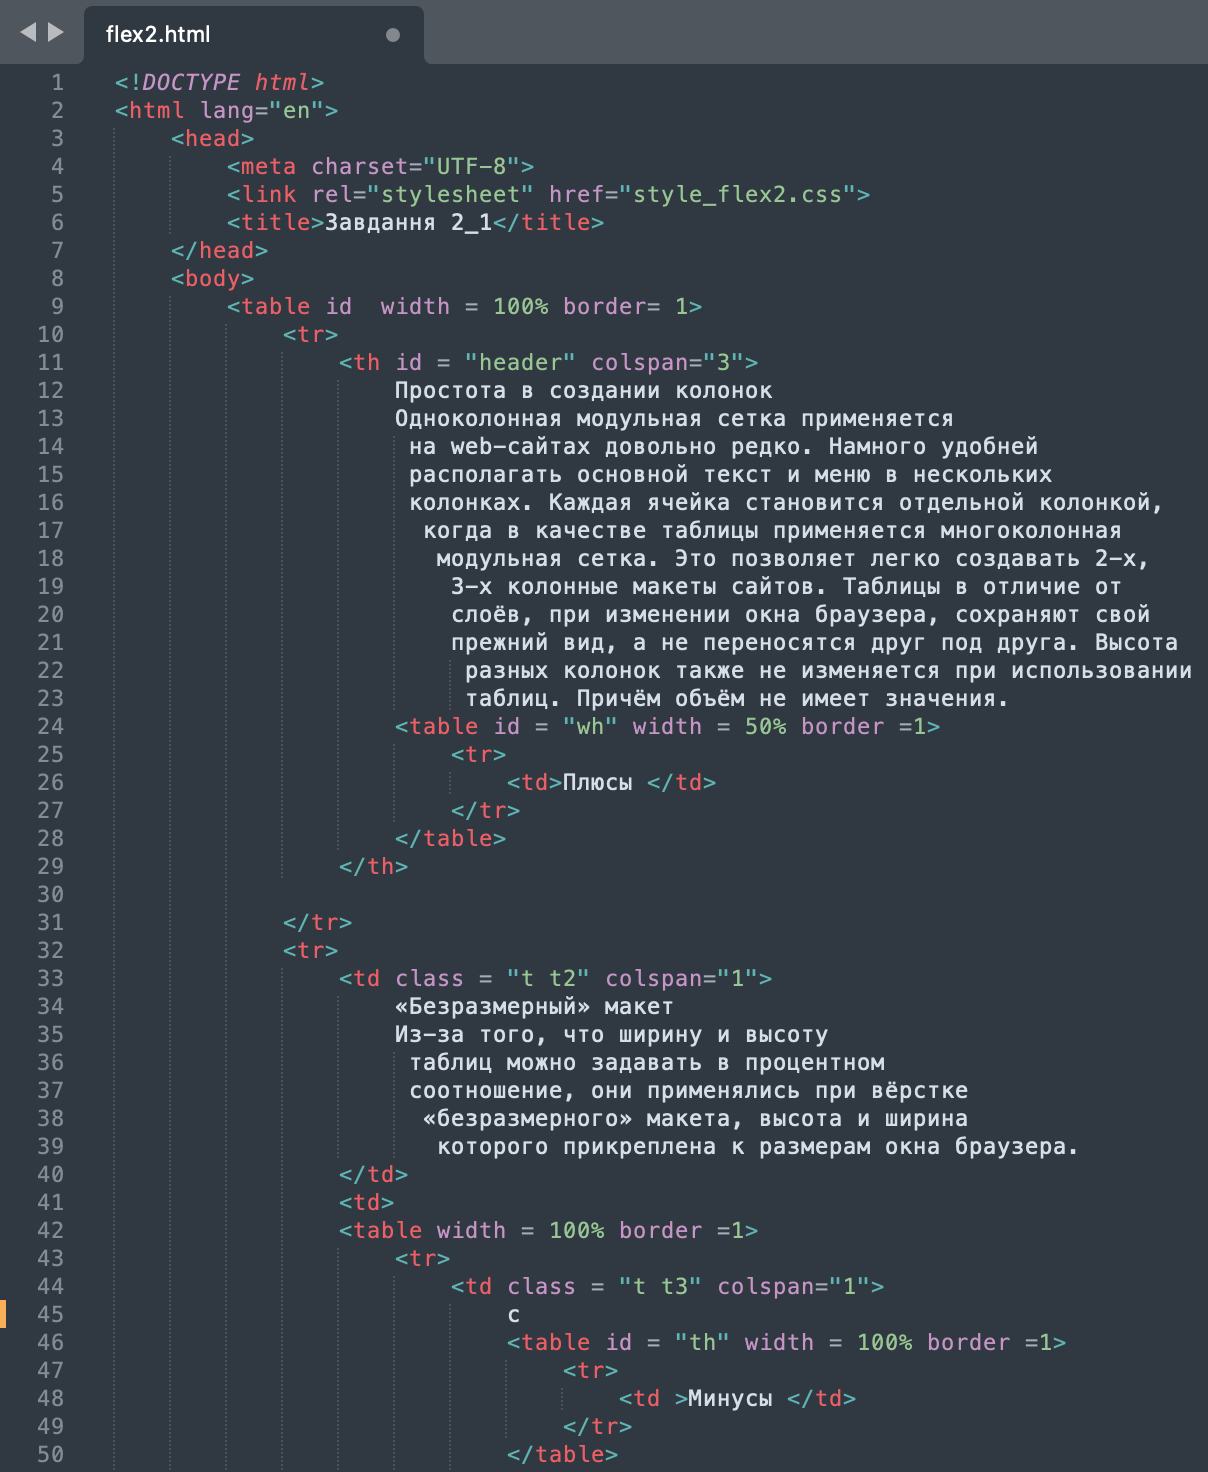 flex2.html
1 <!DOCTYPE html>
2 <html lang="en">
3 <head>
4 <meta charset="UTF-8">
5 <link rel="stylesheet" href="style_flex2.css">
6 <title>Завдання 2_1</title>
7 </head>
8 <body>
9 <table id  width = 100% border= 1>
10 <tr>
11 <th id = "header" colspan="3">
12 Простота в создании колонок
13 Одноколонная модульная сетка применяется
14 на web-сайтах довольно редко. Намного удобней
15 располагать основной текст и меню в нескольких
16 колонках. Каждая ячейка становится отдельной колонкой,
17 когда в качестве таблицы применяется многоколонная
18 модульная сетка. Это позволяет легко создавать 2-х,
19 3-х колонные макеты сайтов. Таблицы в отличие от
20 слоёв, при изменении окна браузера, сохраняют свой
21 прежний вид, а не переносятся друг под друга. Высота
22 разных колонок также не изменяется при использовании
23 таблиц. Причём объём не имеет значения.
24 <table id = "wh" width = 50% border =1>
25 <tr>
26 <td>Плюсы </td>
27 </tr>
28 </table>
29 </th>
30
31 </tr>
32 <tr>
33 <td class = "t t2" colspan="1">
34 «Безразмерный» макет
35 Из-за того, что ширину и высоту
36 таблиц можно задавать в процентном
37 соотношение, они применялись при вёрстке
38 «безразмерного» макета, высота и ширина
39 которого прикреплена к размерам окна браузера.
40 </td>
41 <td>
42 <table width = 100% border =1>
43 <tr>
44 <td class = "t t3" colspan="1">
45 с
46 <table id = "th" width = 100% border =1>
47 <tr>
48 <td >Минусы </td>
49 </tr>
50 </table>